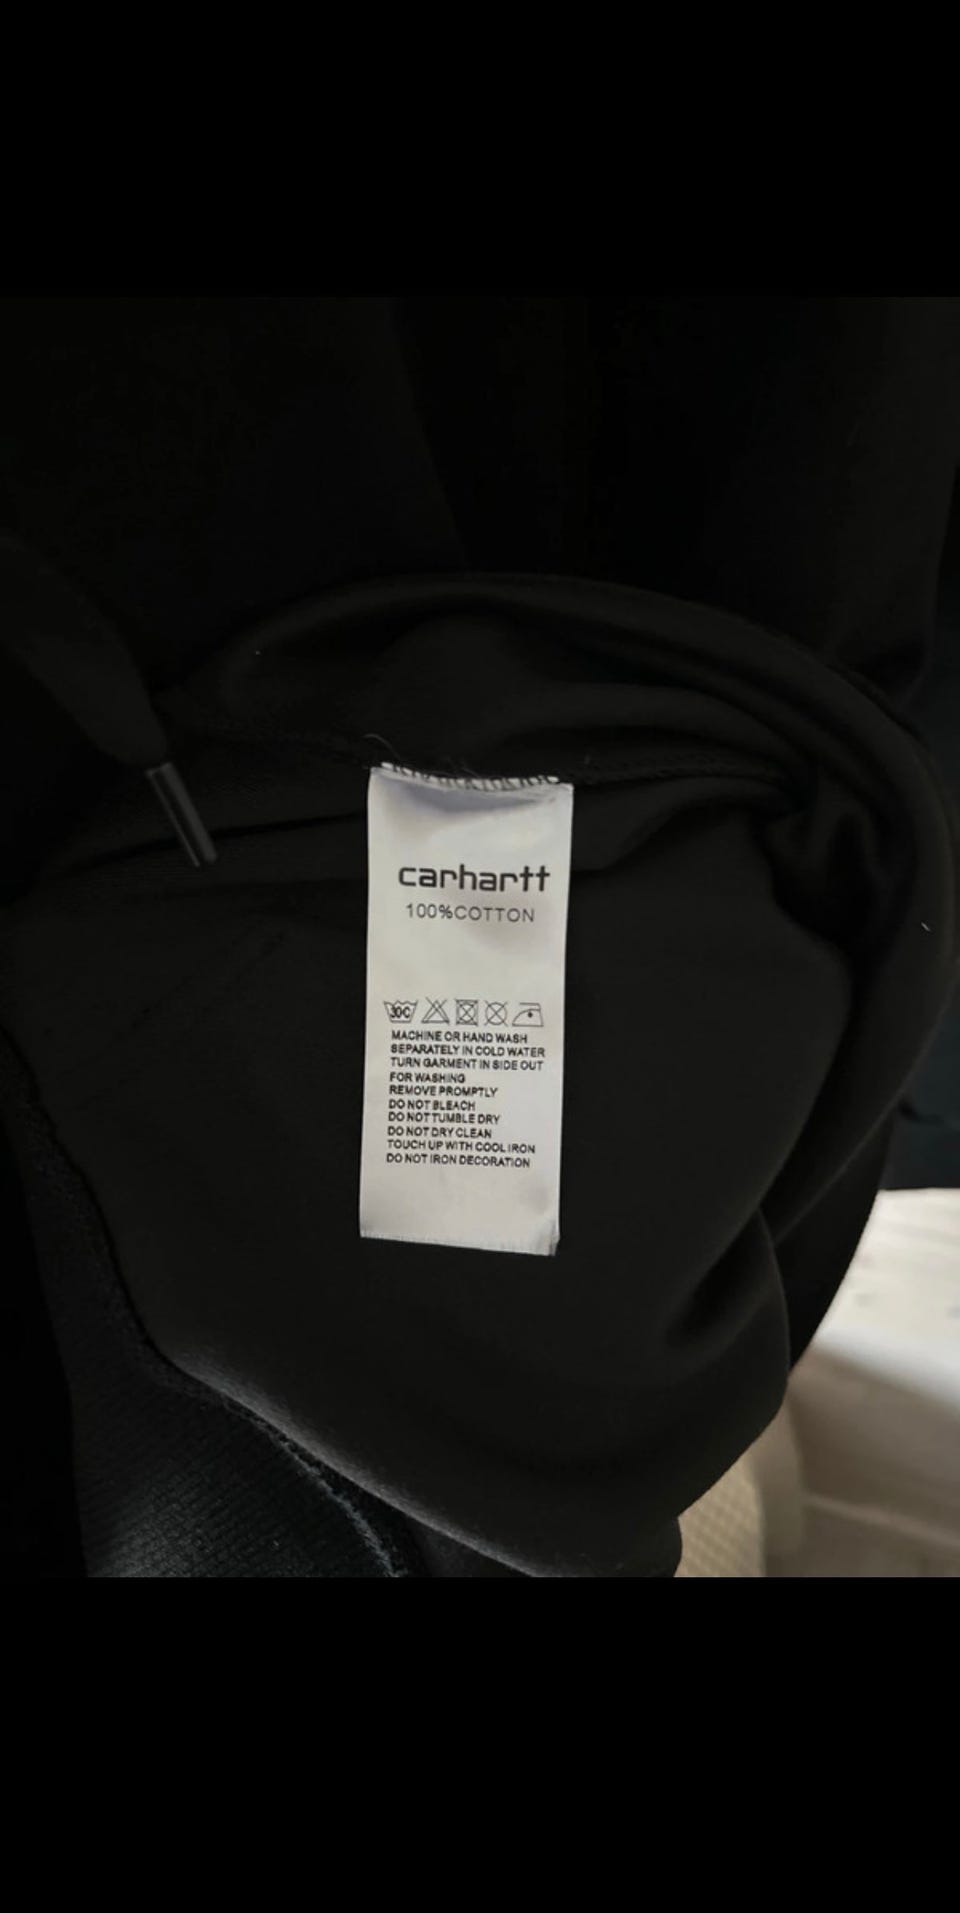 carhartt
100%COTTON
30C
MACHINE OR HAND WASH
SEPARATELY IN COLD WATER
TURN GARMENT IN SIDE OUT
FOR WASHING
REMOVE PROMPTLY
DO NOT BLEACH
DO NOT TUMBLE DRY
DO NOT DRY CLEAN
TOUCH UP WITH COOL IRON
DO NOT IRON DECORATION